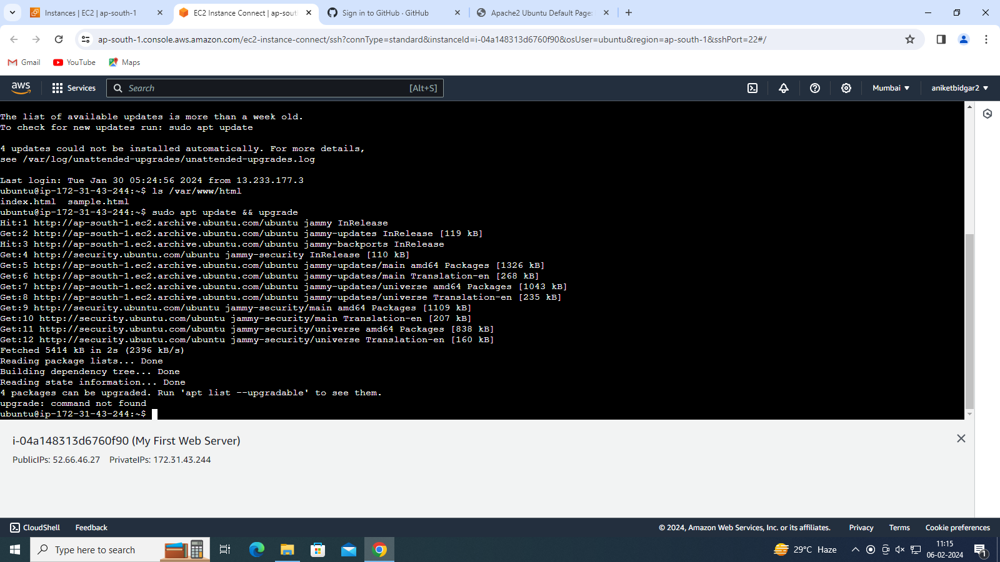 Instances | EC2 | ap-south-1
EC2 Instance Connect | ap-sout
Sign in to GitHub · GitHub
Apache2 Ubuntu Default Page:
ap-south-1.console.aws.amazon.com/ec2-instance-connect/ssh?connType=standard&instanceId=i-04a148313d6760f90&osUser=ubuntu&region=ap-south-1&sshPort=22#/
Gmail YouTube Maps
aws Services Search [Alt+S] Mumbai aniketbidgar2
The list of available updates is more than a week old.
To check for new updates run: sudo apt update
4 updates could not be installed automatically. For more details,
see /var/log/unattended-upgrades/unattended-upgrades.log
Last login: Tue Jan 30 05:24:56 2024 from 13.233.177.3
ubuntu@ip-172-31-43-244:~$ ls /var/www/html
index.html  sample.html
ubuntu@ip-172-31-43-244:~$ sudo apt update && upgrade
Hit:1 http://ap-south-1.ec2.archive.ubuntu.com/ubuntu jammy InRelease
Get:2 http://ap-south-1.ec2.archive.ubuntu.com/ubuntu jammy-updates InRelease [119 kB]
Hit:3 http://ap-south-1.ec2.archive.ubuntu.com/ubuntu jammy-backports InRelease
Get:4 http://security.ubuntu.com/ubuntu jammy-security InRelease [110 kB]
Get:5 http://ap-south-1.ec2.archive.ubuntu.com/ubuntu jammy-updates/main amd64 Packages [1326 kB]
Get:6 http://ap-south-1.ec2.archive.ubuntu.com/ubuntu jammy-updates/main Translation-en [268 kB]
Get:7 http://ap-south-1.ec2.archive.ubuntu.com/ubuntu jammy-updates/universe amd64 Packages [1043 kB]
Get:8 http://ap-south-1.ec2.archive.ubuntu.com/ubuntu jammy-updates/universe Translation-en [235 kB]
Get:9 http://security.ubuntu.com/ubuntu jammy-security/main amd64 Packages [1109 kB]
Get:10 http://security.ubuntu.com/ubuntu jammy-security/main Translation-en [207 kB]
Get:11 http://security.ubuntu.com/ubuntu jammy-security/universe amd64 Packages [838 kB]
Get:12 http://security.ubuntu.com/ubuntu jammy-security/universe Translation-en [160 kB]
Fetched 5414 kB in 2s (2396 kB/s)
Reading package lists... Done
Building dependency tree... Done
Reading state information... Done
4 packages can be upgraded. Run 'apt list --upgradable' to see them.
upgrade: command not found
ubuntu@ip-172-31-43-244:~$
i-04a148313d6760f90 (My First Web Server)
PublicIPs: 52.66.46.27 PrivateIPs: 172.31.43.244
CloudShell Feedback © 2024, Amazon Web Services, Inc. or its affiliates. Privacy Terms Cookie preferences
Type here to search 29°C Haze 11:15
06-02-2024 1